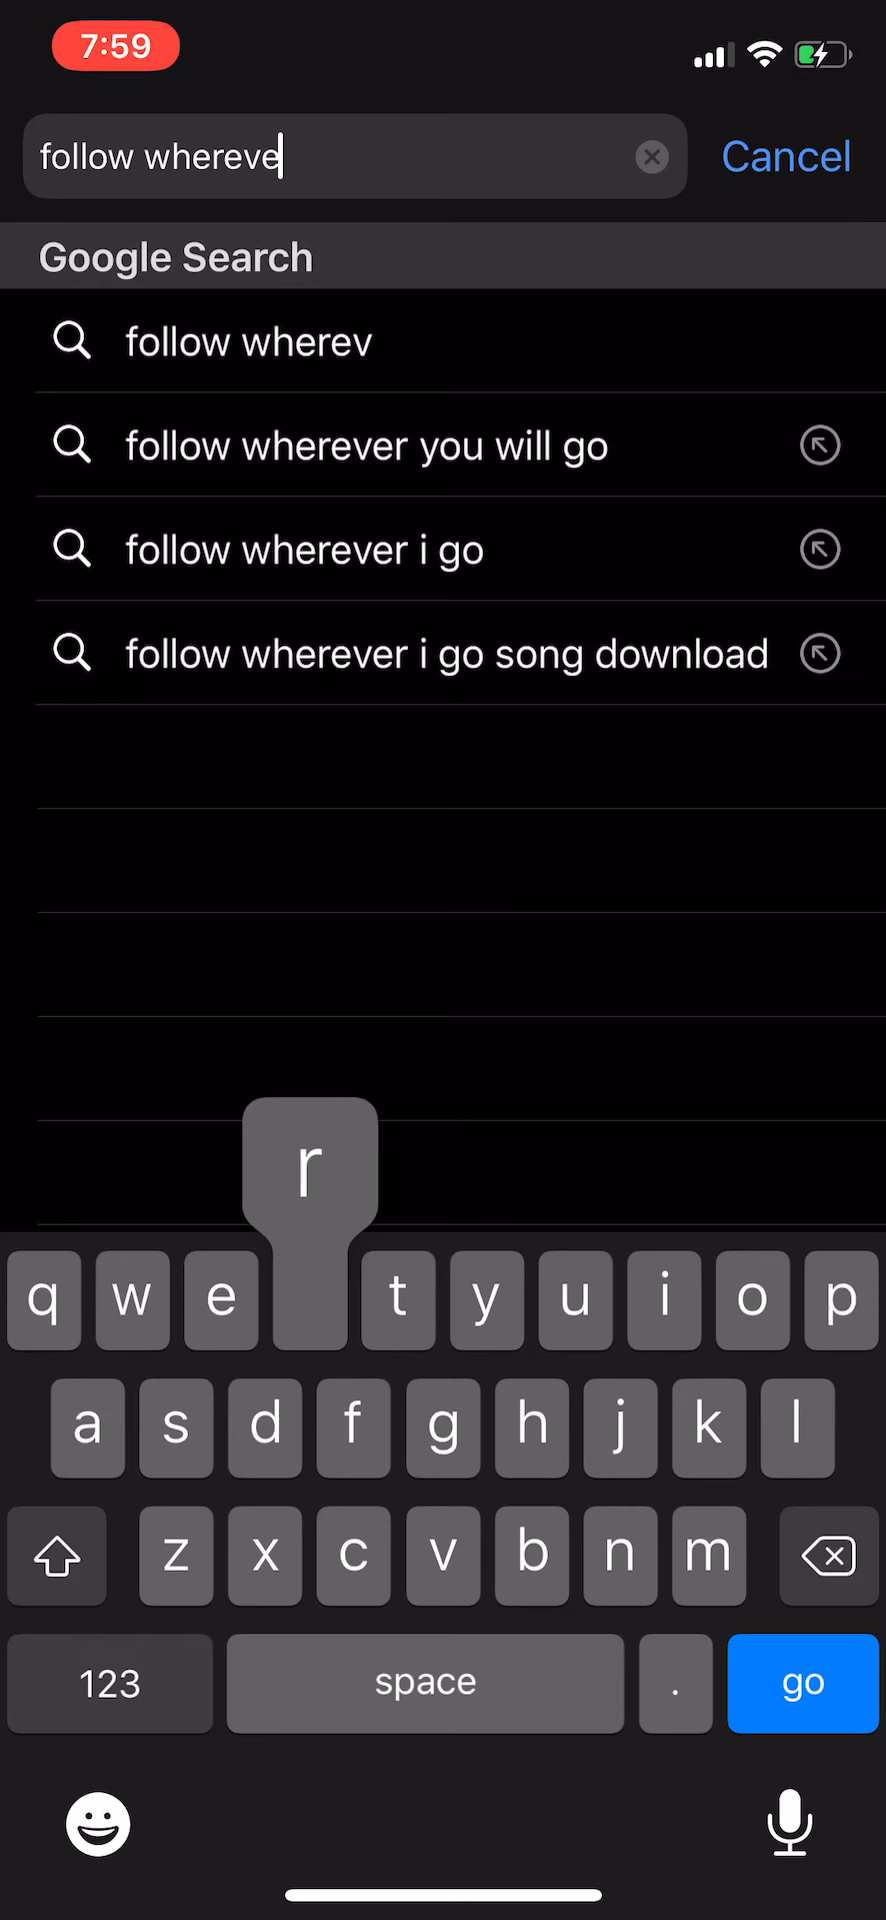 7:59
follow whereve Cancel
Google Search
follow wherev
follow wherever you will go
follow wherever i go
follow wherever i go song download
r
q w e t y u i o p
a s d f g h j k l
z x c v b n m
123 space . go